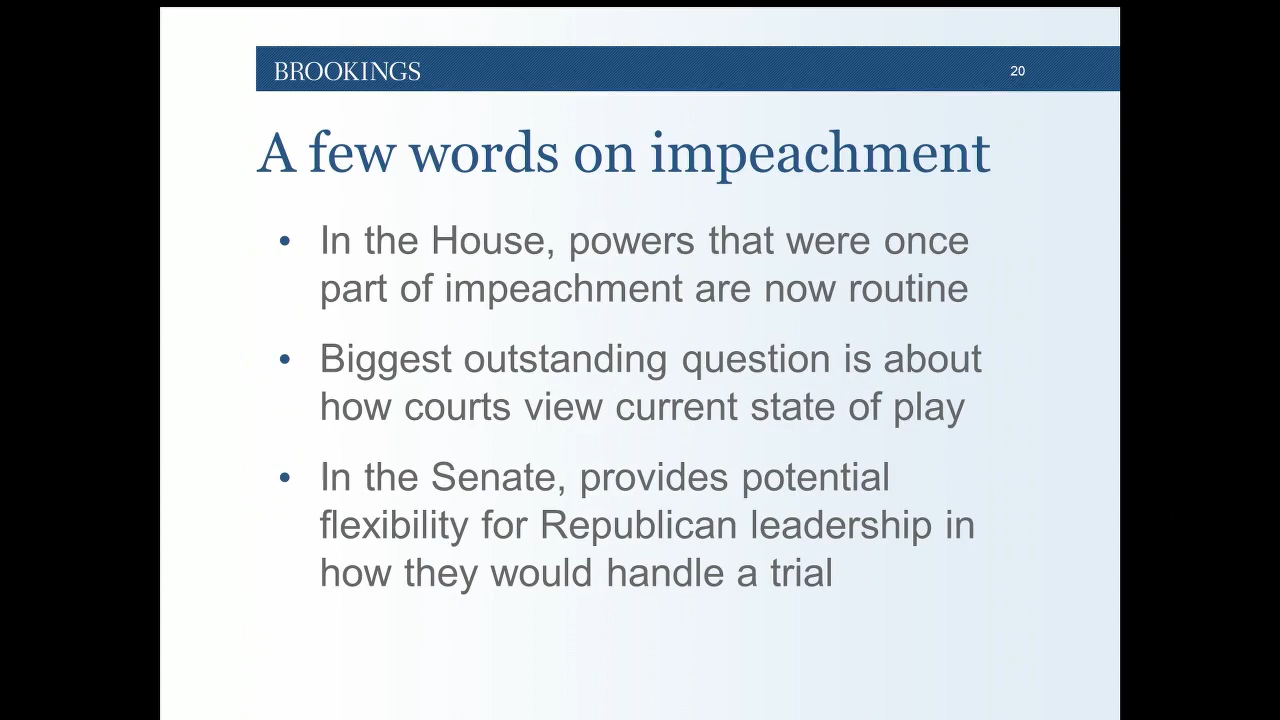 BROOKINGS
20
A few words on impeachment
• In the House, powers that were once
part of impeachment are now routine
• Biggest outstanding question is about
how courts view current state of play
• In the Senate, provides potential
flexibility for Republican leadership in
how they would handle a trial